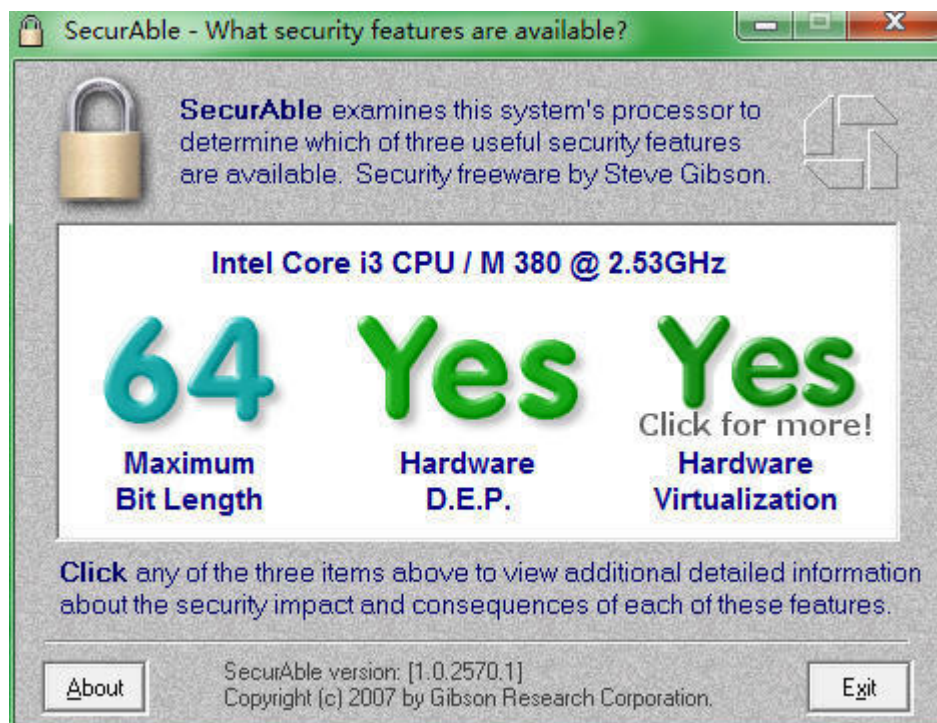 SecurAble - What security features are available?
SecurAble examines this system's processor to
determine which of three useful security features
are available. Security freeware by Steve Gibson.
Intel Core i3 CPU / M 380 @ 2.53GHz
64 Yes Yes
Click for more!
Maximum Hardware Hardware
Bit Length D.E.P. Virtualization
Click any of the three items above to view additional detailed information
about the security impact and consequences of each of these features.
About
SecurAble version: [1.0.2570.1]
Copyright (c) 2007 by Gibson Research Corporation.
Exit